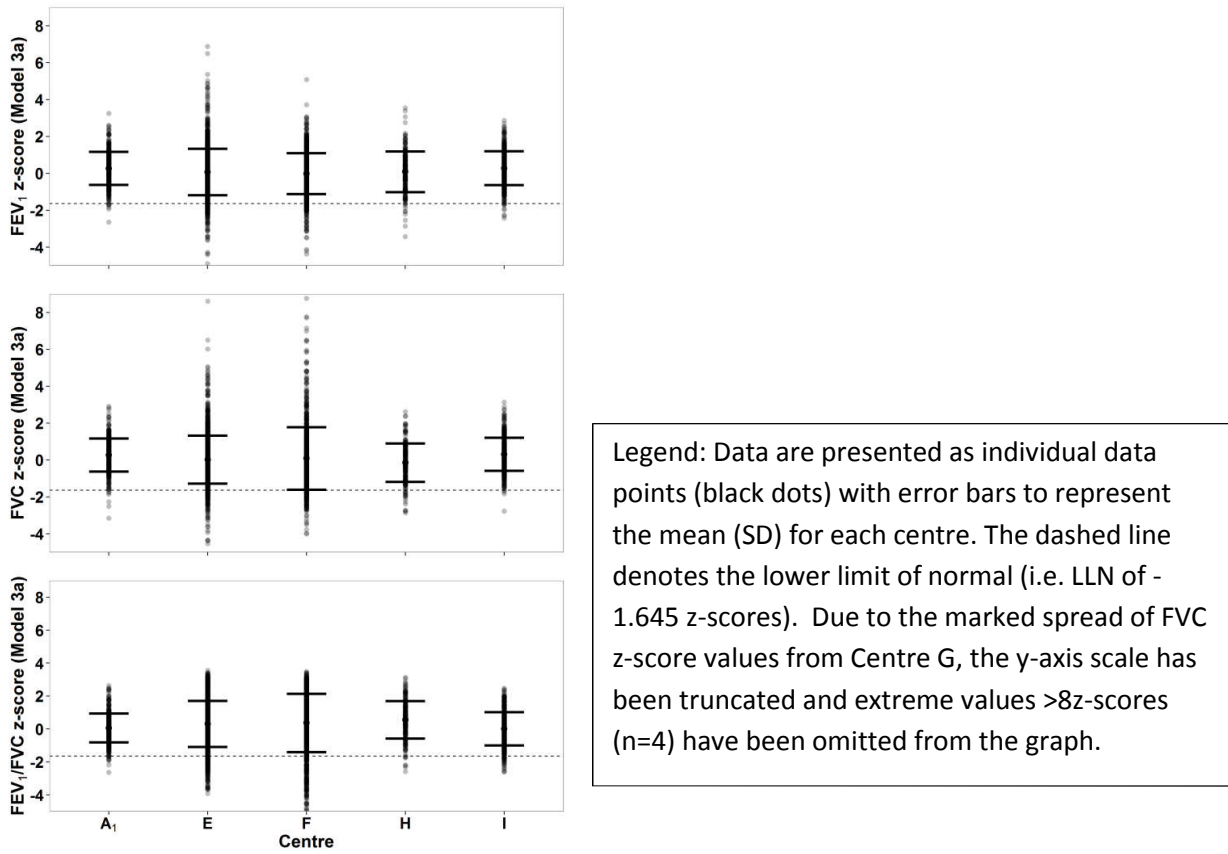 8
6
4
2
0
-2
-4
FEV₁ z-score (Model 3a)
8
6
4
2
0
-2
-4
FVC z-score (Model 3a)
8
6
4
2
0
-2
-4
FEV₁/FVC z-score (Model 3a)
A₁ E F H I
Centre
Legend: Data are presented as individual data
points (black dots) with error bars to represent
the mean (SD) for each centre. The dashed line
denotes the lower limit of normal (i.e. LLN of -
1.645 z-scores).  Due to the marked spread of FVC
z-score values from Centre G, the y-axis scale has
been truncated and extreme values >8z-scores
(n=4) have been omitted from the graph.